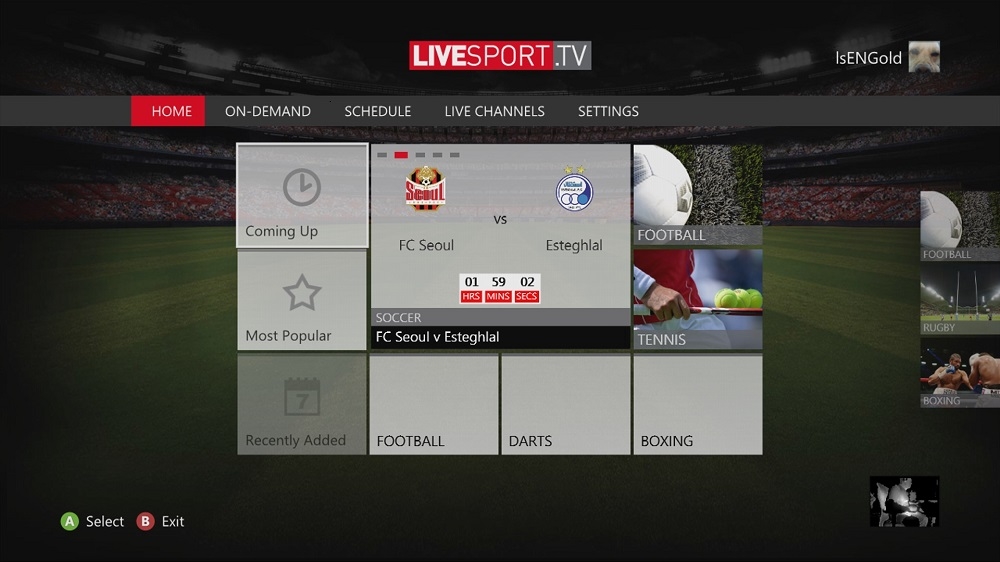 LIVESPORT.TV
IsENGold
HOME ON-DEMAND SCHEDULE LIVE CHANNELS SETTINGS
Coming Up
Seoul
vs
FC Seoul Esteghlal
01 59 02
HRS MINS SECS
SOCCER
FC Seoul v Esteghlal
FOOTBALL
Most Popular
TENNIS
7
Recently Added
FOOTBALL
DARTS
BOXING
FOOTBALL
RUGBY
BOXING
A Select B Exit